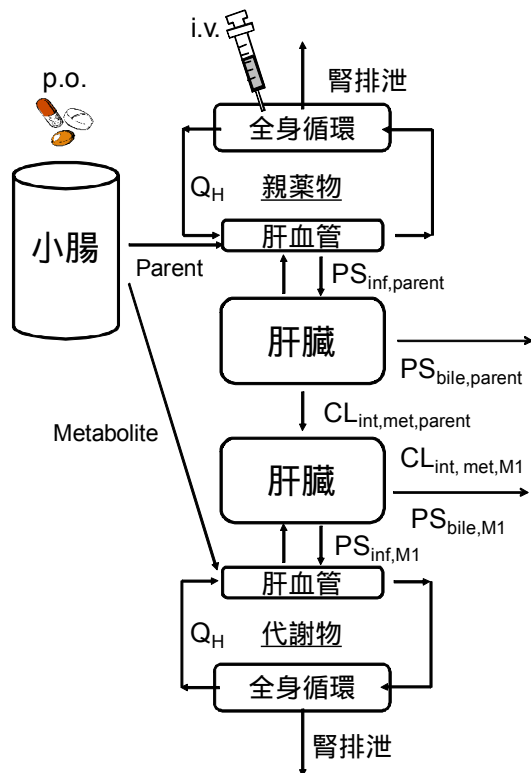 i.v.
p.o.
腎排泄
全身循環
QH
親薬物
小腸
肝血管
Parent
PSinf,parent
肝臓
PSbile,parent
CLint,met,parent
Metabolite
肝臓
CLint, met,M1
PSbile,M1
PSinf,M1
肝血管
QH
代謝物
全身循環
腎排泄